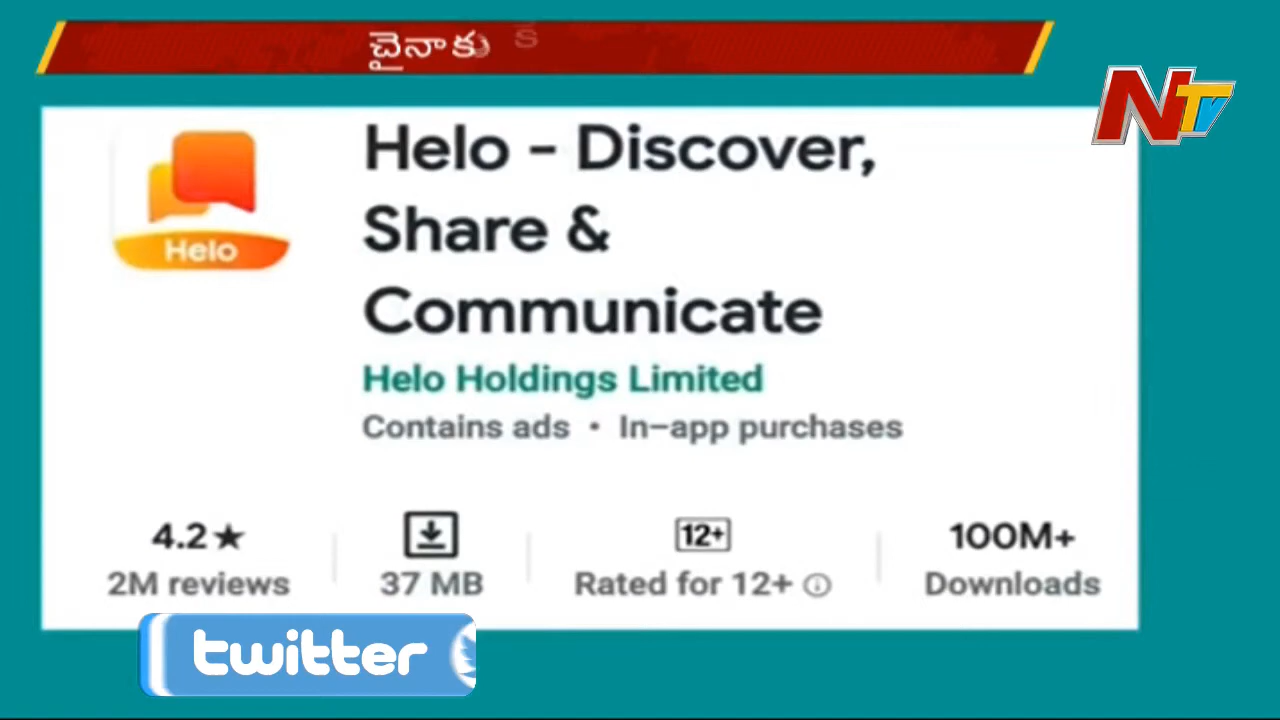 చైనాకు
NTV
Helo - Discover,
Share &
Communicate
Helo
Helo Holdings Limited
Contains ads • In-app purchases
4.2★ 12+ 100M+
2M reviews 37 MB Rated for 12+ Downloads
twitter